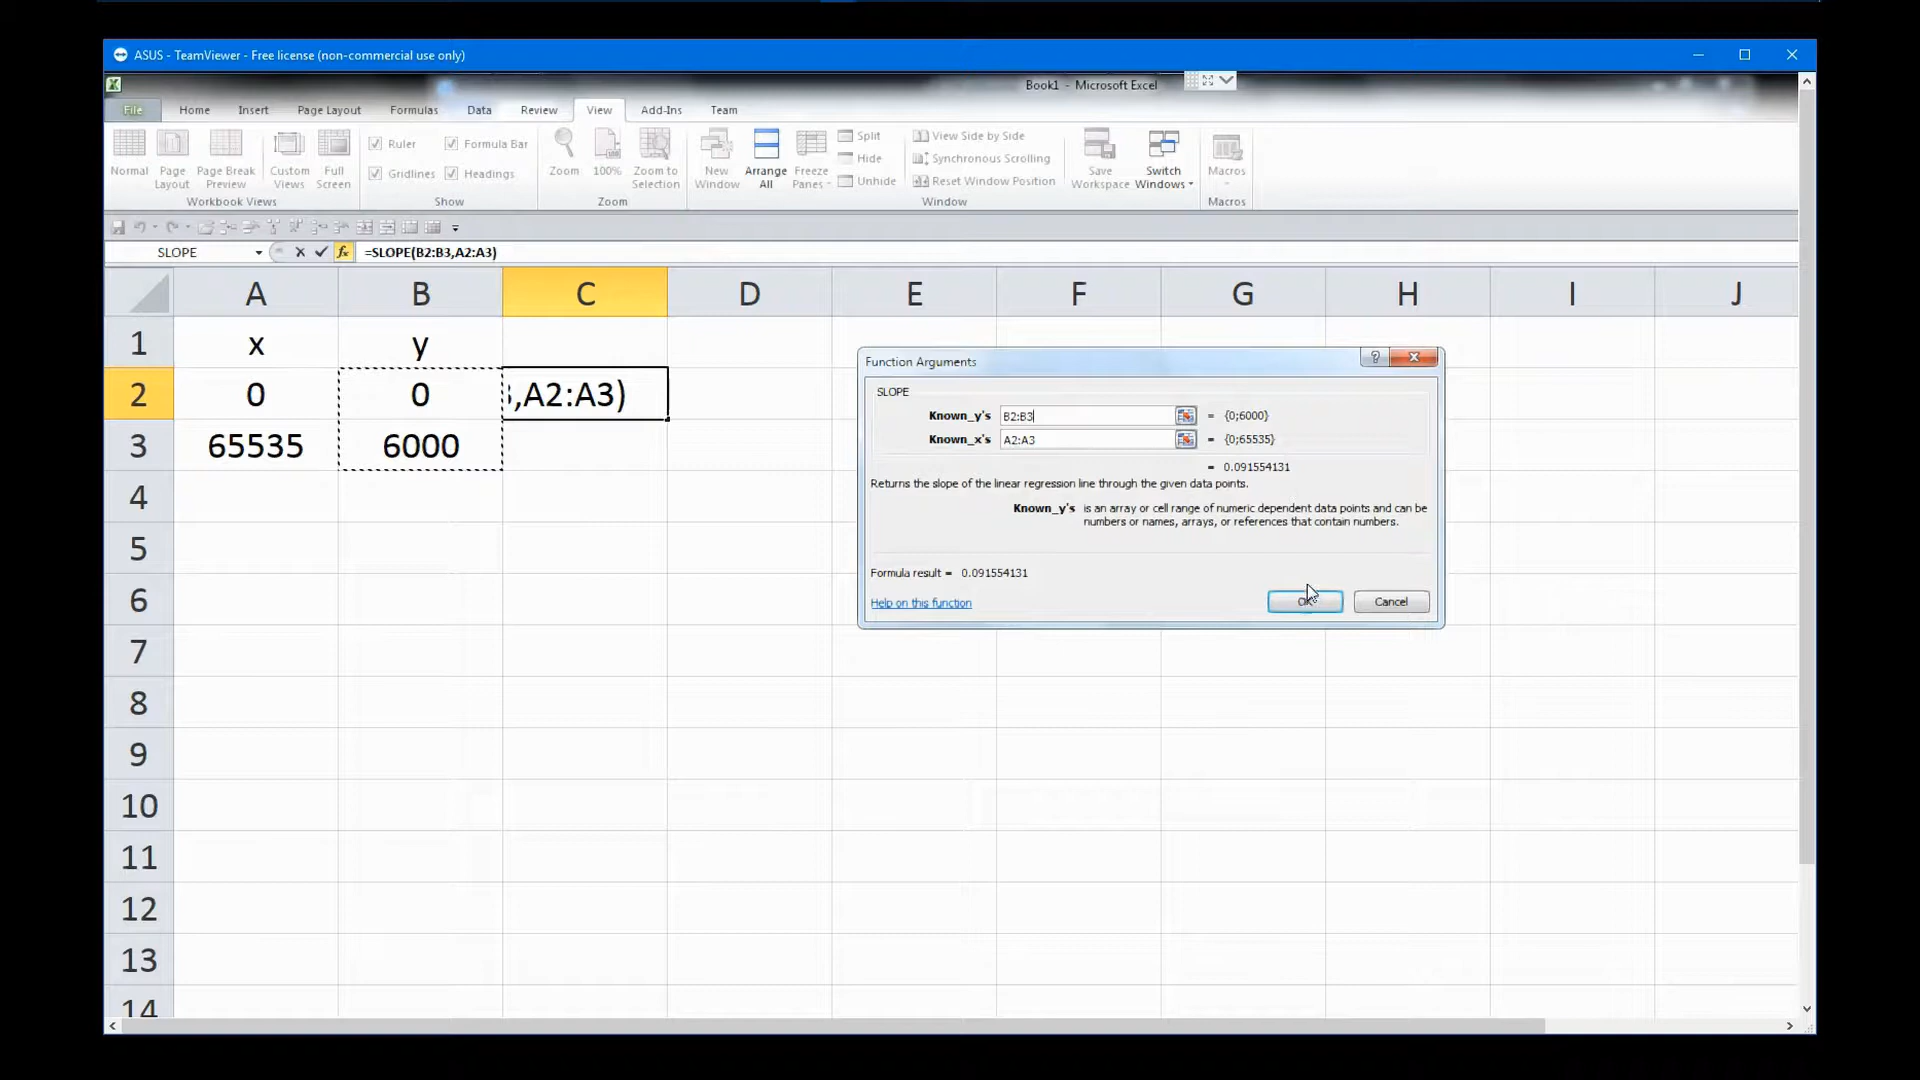 ASUS - TeamViewer - Free license (non-commercial use only)
Book1 - Microsoft Excel
File Home Insert Page Layout Formulas Data Review View Add-Ins Team
Normal
Page Layout
Page Break Preview
Custom Views
Full Screen
Workbook Views
Ruler
Formula Bar
Gridlines
Headings
Show
Zoom
100%
Zoom to Selection
Zoom
New Window
Arrange All
Freeze Panes
Split
Hide
Unhide
View Side by Side
Synchronous Scrolling
Reset Window Position
Window
Save Workspace
Switch Windows
Macros
Macros
SLOPE
fx
=SLOPE(B2:B3,A2:A3)
A B C D E F G H I J
1 x y
2 0 0 ,A2:A3)
3 65535 6000
4
5
6
7
8
9
10
11
12
13
14
Function Arguments
SLOPE
Known_y's B2:B3 = {0;6000}
Known_x's A2:A3 = {0;65535}
= 0.091554131
Returns the slope of the linear regression line through the given data points.
Known_y's is an array or cell range of numeric dependent data points and can be
numbers or names, arrays, or references that contain numbers.
Formula result = 0.091554131
Help on this function
OK
Cancel